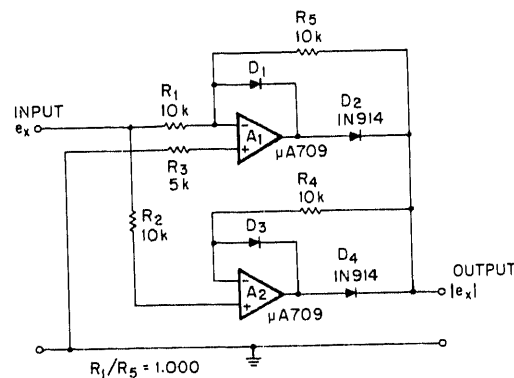 R5
10k
D1
R1
10k
D2
1N914
INPUT
ex
−
A1
+
μA709
R3
5k
R4
10k
R2
10k
D3
D4
1N914
−
A2
+
μA709
OUTPUT
|ex|
R1/R5 = 1.000